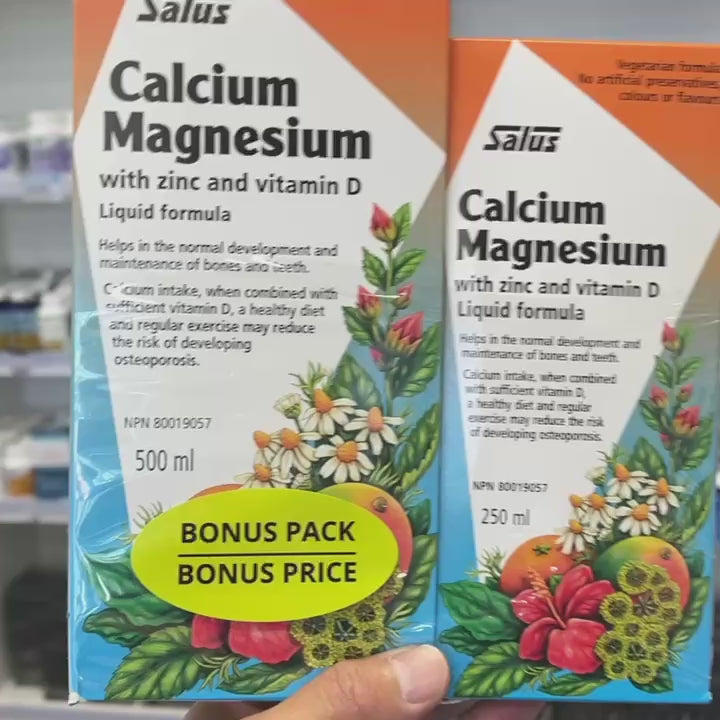 Salus
Calcium
Magnesium
with zinc and vitamin D
Liquid formula
Helps in the normal development and
maintenance of bones and teeth.
Calcium intake, when combined with
sufficient vitamin D, a healthy diet
and regular exercise may reduce
the risk of developing
osteoporosis.
NPN 80019057
500 ml
BONUS PACK
BONUS PRICE
Vegetarian formula
No artificial preservatives,
colours or flavours
Salus
Calcium
Magnesium
with zinc and vitamin D
Liquid formula
Helps in the normal development and
maintenance of bones and teeth.
Calcium intake, when combined
with sufficient vitamin D,
a healthy diet and regular
exercise may reduce the risk
of developing osteoporosis.
NPN 80019057
250 ml